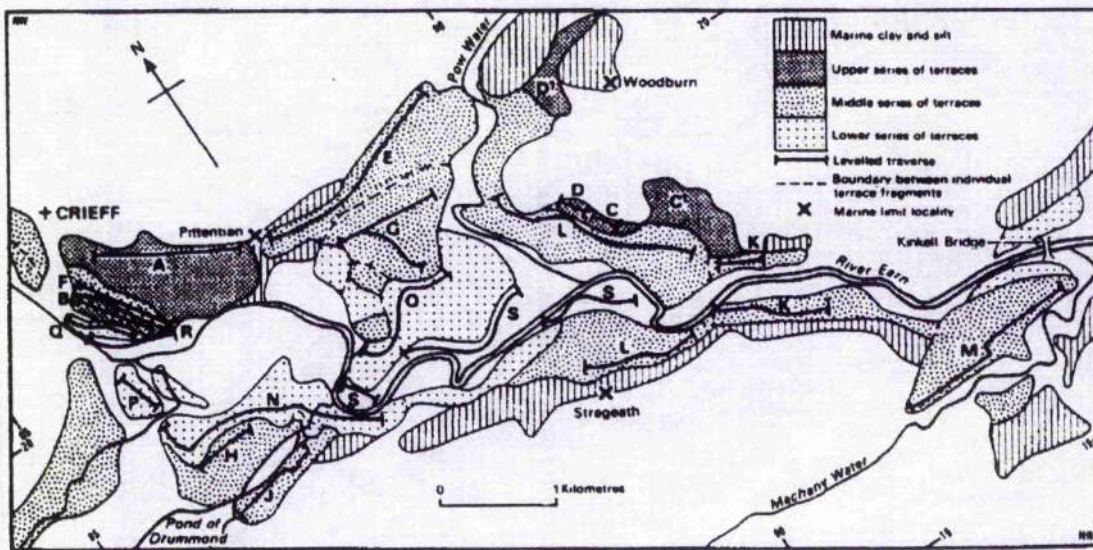 NN
N
Pow Water
Woodburn
D'
Marine clay and silt
Upper series of terraces
Middle series of terraces
Lower series of terraces
Levelled traverse
Boundary between individual
terrace fragments
Marine limit locality
CRIEFF
Pittentian
E
A
F
B
Q
R
G
O
D
C
C'
L
K
Kinkell Bridge
River Earn
S
S
K
L
M
S
Strageath
P
N
H
J
Pond of
Drummond
0
1 Kilometres
Machany Water